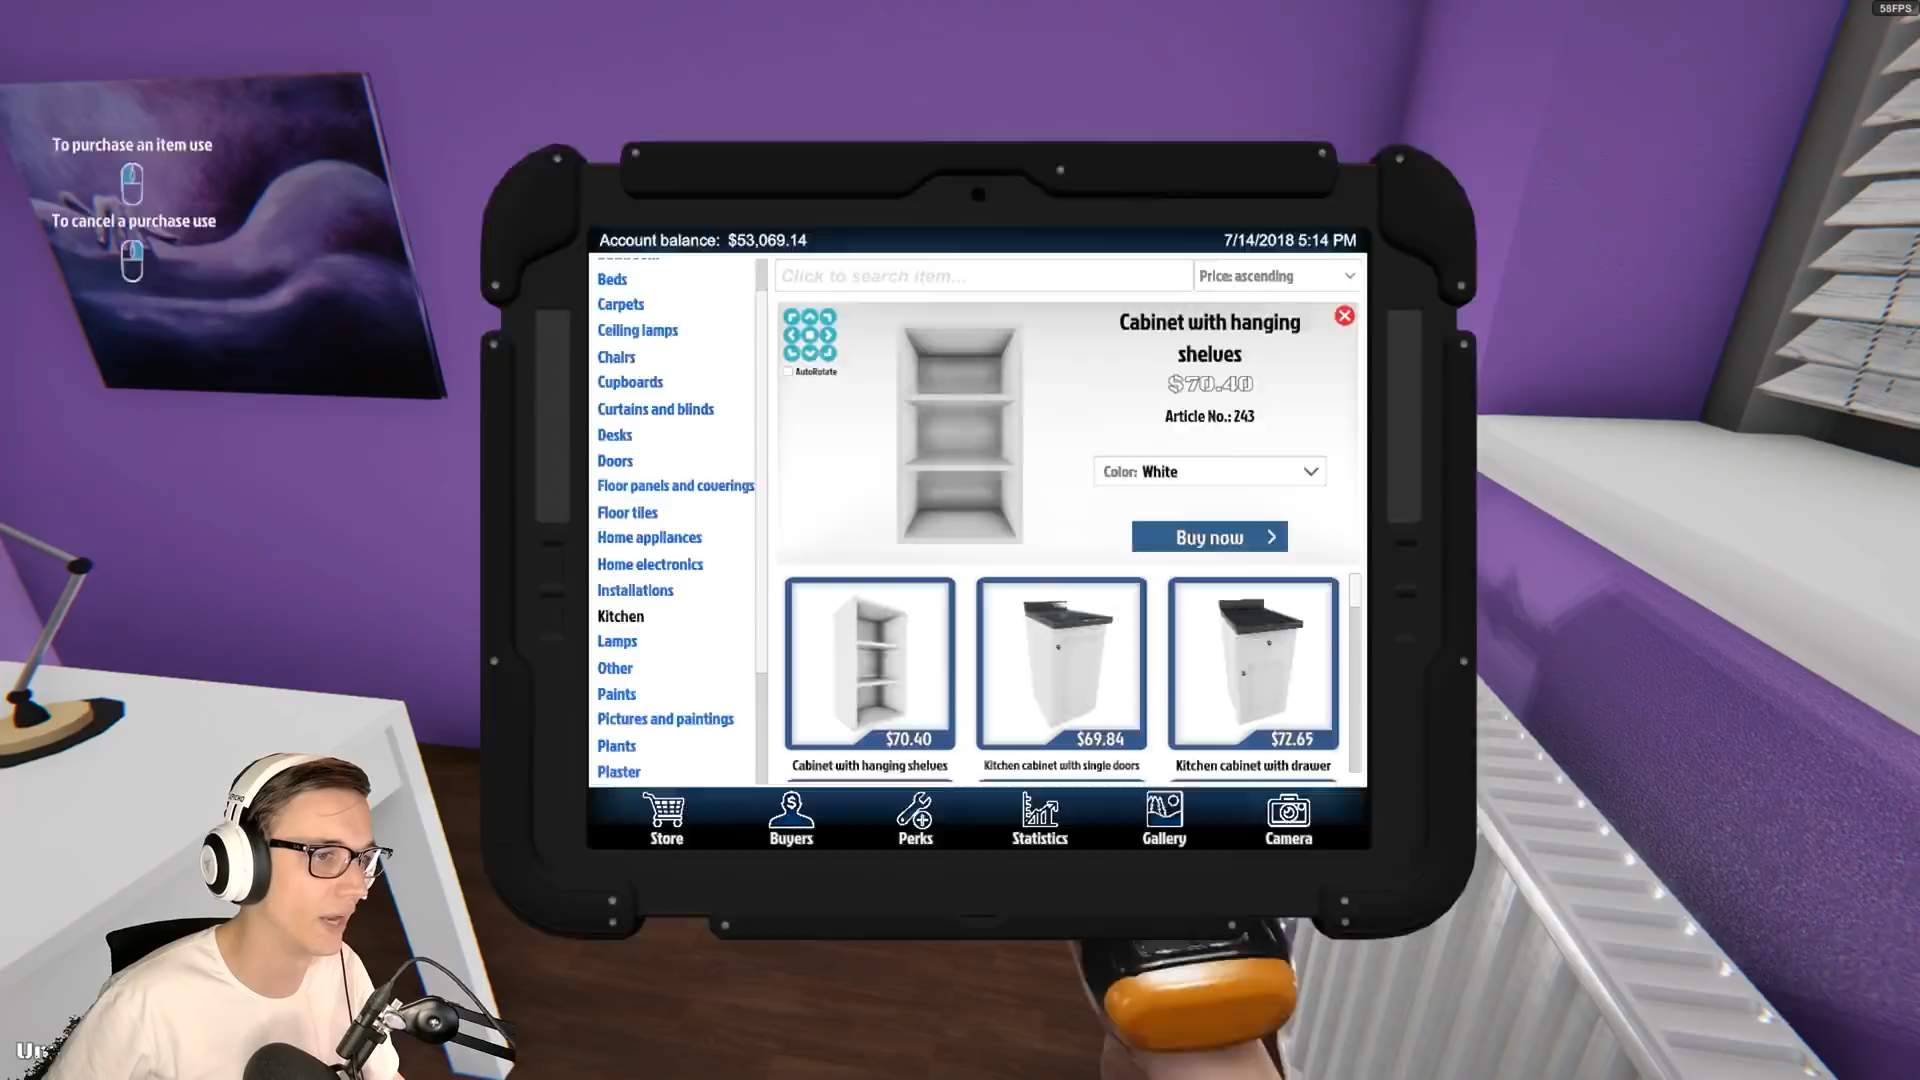 58FPS
To purchase an item use
To cancel a purchase use
Account balance: $53,069.14
7/14/2018 5:14 PM
Beds
Carpets
Ceiling lamps
Chairs
Cupboards
Curtains and blinds
Desks
Doors
Floor panels and coverings
Floor tiles
Home appliances
Home electronics
Installations
Kitchen
Lamps
Other
Paints
Pictures and paintings
Plants
Plaster
Click to search item...
Price: ascending
AutoRotate
Cabinet with hanging
shelves
$70.40
Article No.: 243
Color: White
Buy now
$70.40
Cabinet with hanging shelves
$69.84
Kitchen cabinet with single doors
$72.65
Kitchen cabinet with drawer
Store
Buyers
Perks
Statistics
Gallery
Camera